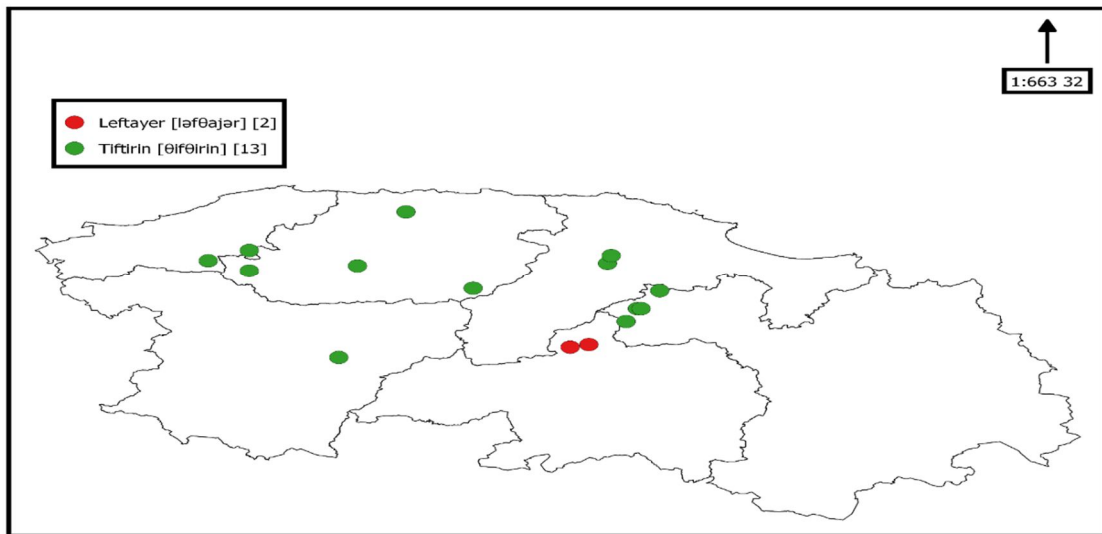 1:663 32
Leftayer [ləfθajər] [2]
Tiftirin [θifθirin] [13]